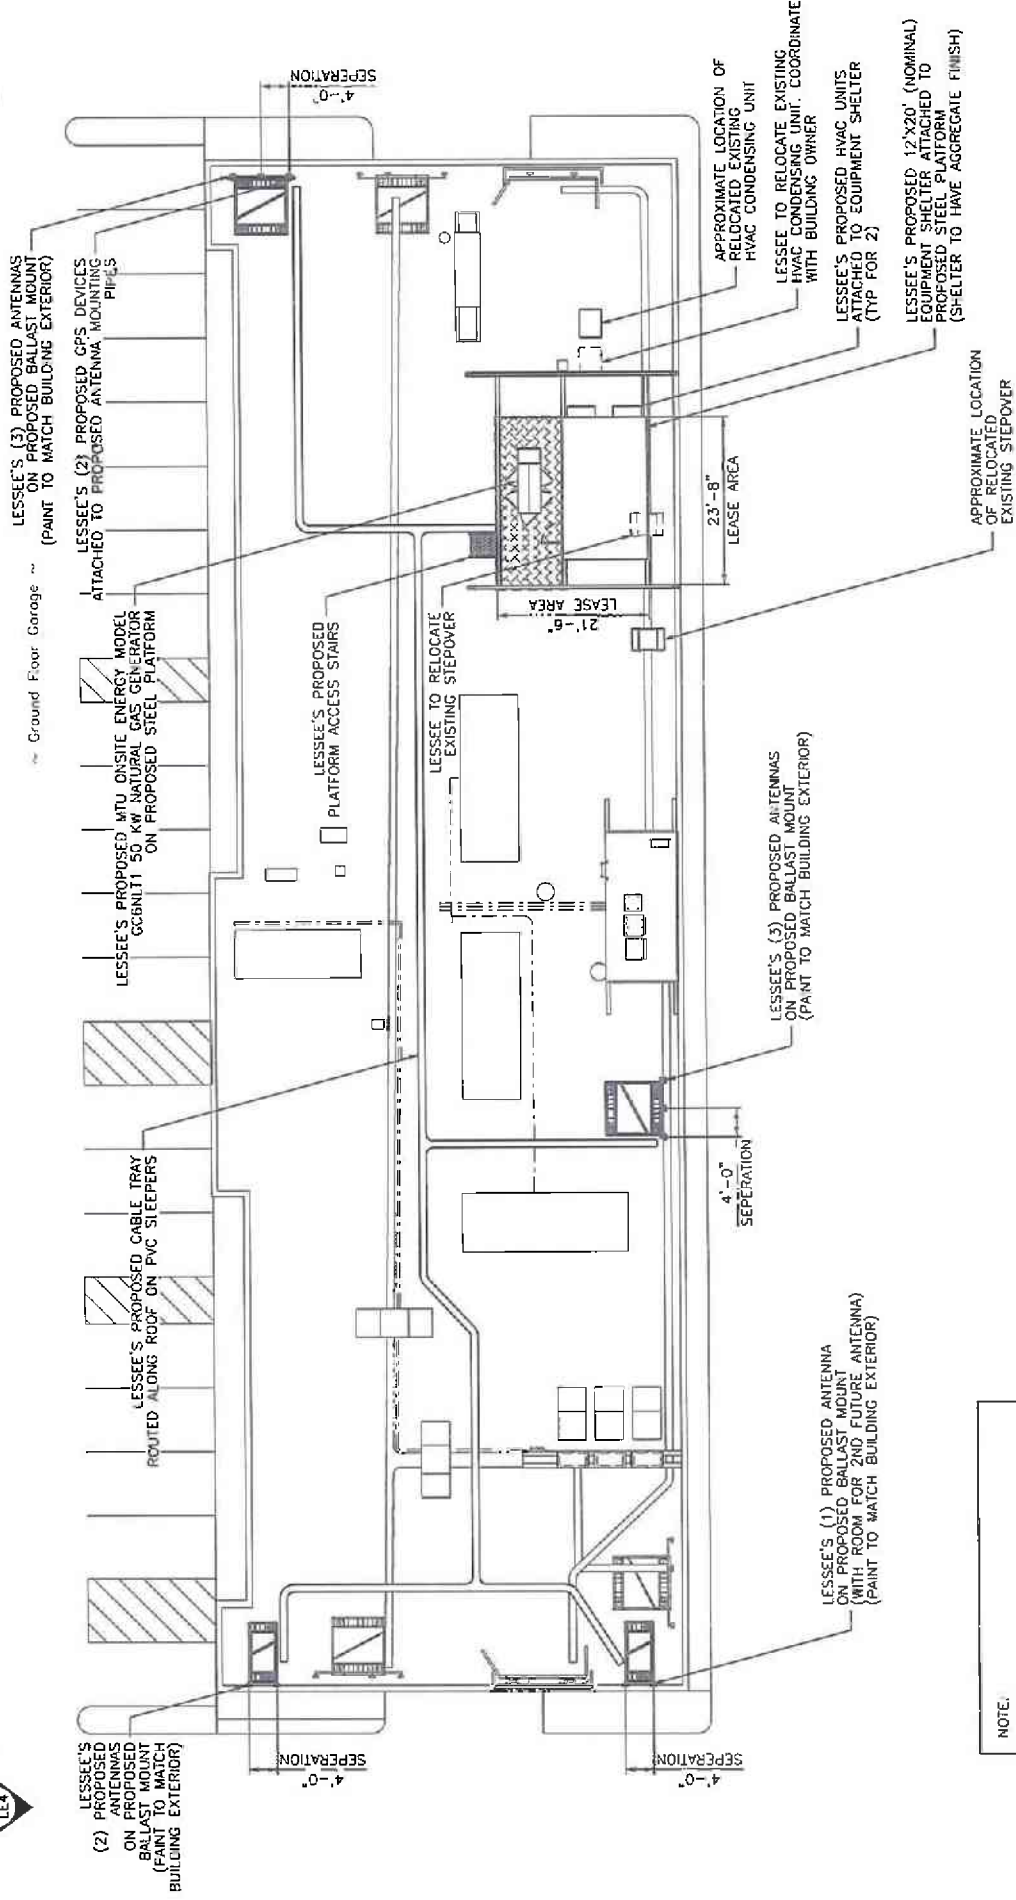 LE4
~ Ground Floor Garage ~
LESSEE'S (3) PROPOSED ANTENNAS
ON PROPOSED BALLAST MOUNT
(PAINT TO MATCH BUILDING EXTERIOR)
LESSEE'S (2) PROPOSED GPS DEVICES
ATTACHED TO PROPOSED ANTENNA MOUNTING
PIPES
LESSEE'S PROPOSED MTU ONSITE ENERGY MODEL
GC6NLT1 50 KW NATURAL GAS GENERATOR
ON PROPOSED STEEL PLATFORM
LESSEE'S PROPOSED CABLE TRAY
ROUTED ALONG ROOF ON PVC SLEEPERS
LESSEE'S
(2) PROPOSED
ANTENNAS
ON PROPOSED
BALLAST MOUNT
(PAINT TO MATCH
BUILDING EXTERIOR)
4'-0"
SEPERATION
4'-0"
SEPERATION
4'-0"
SEPERATION
LESSEE'S PROPOSED
PLATFORM ACCESS STAIRS
LESSEE TO RELOCATE
EXISTING STEPOVER
21'-6"
LEASE AREA
23'-8"
LEASE AREA
APPROXIMATE LOCATION OF
RELOCATED EXISTING
HVAC CONDENSING UNIT
LESSEE TO RELOCATE EXISTING
HVAC CONDENSING UNIT. COORDINATE
WITH BUILDING OWNER
LESSEE'S PROPOSED HVAC UNITS
ATTACHED TO EQUIPMENT SHELTER
(TYP FOR 2)
LESSEE'S PROPOSED 12'X20' (NOMINAL)
EQUIPMENT SHELTER ATTACHED TO
PROPOSED STEEL PLATFORM
(SHELTER TO HAVE AGGREGATE FINISH)
APPROXIMATE LOCATION
OF RELOCATED
EXISTING STEPOVER
LESSEE'S (3) PROPOSED ANTENNAS
ON PROPOSED BALLAST MOUNT
(PAINT TO MATCH BUILDING EXTERIOR)
4'-0"
SEPERATION
LESSEE'S (1) PROPOSED ANTENNA
ON PROPOSED BALLAST MOUNT
(WITH ROOM FOR 2ND FUTURE ANTENNA)
(PAINT TO MATCH BUILDING EXTERIOR)
NOTE: